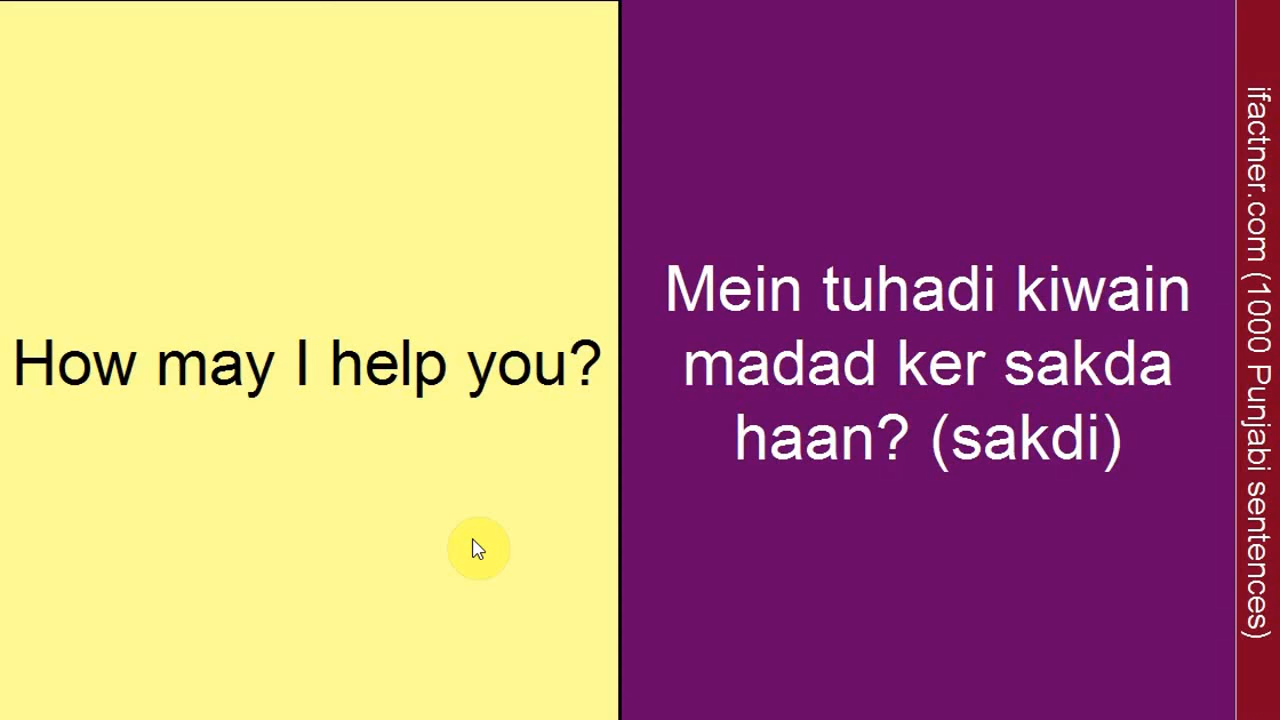 How may I help you?
Mein tuhadi kiwain
madad ker sakda
haan? (sakdi)
ifactner.com (1000 Punjabi sentences)